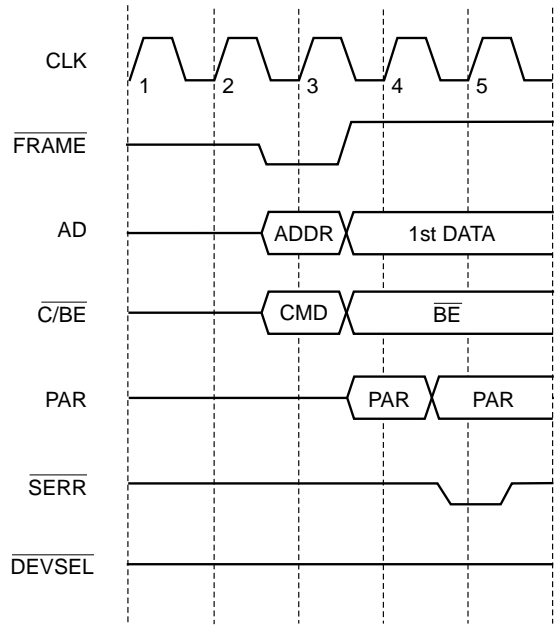 CLK
1 2 3 4 5
FRAME
AD ADDR 1st DATA
C/BE CMD BE
PAR PAR PAR
SERR
DEVSEL